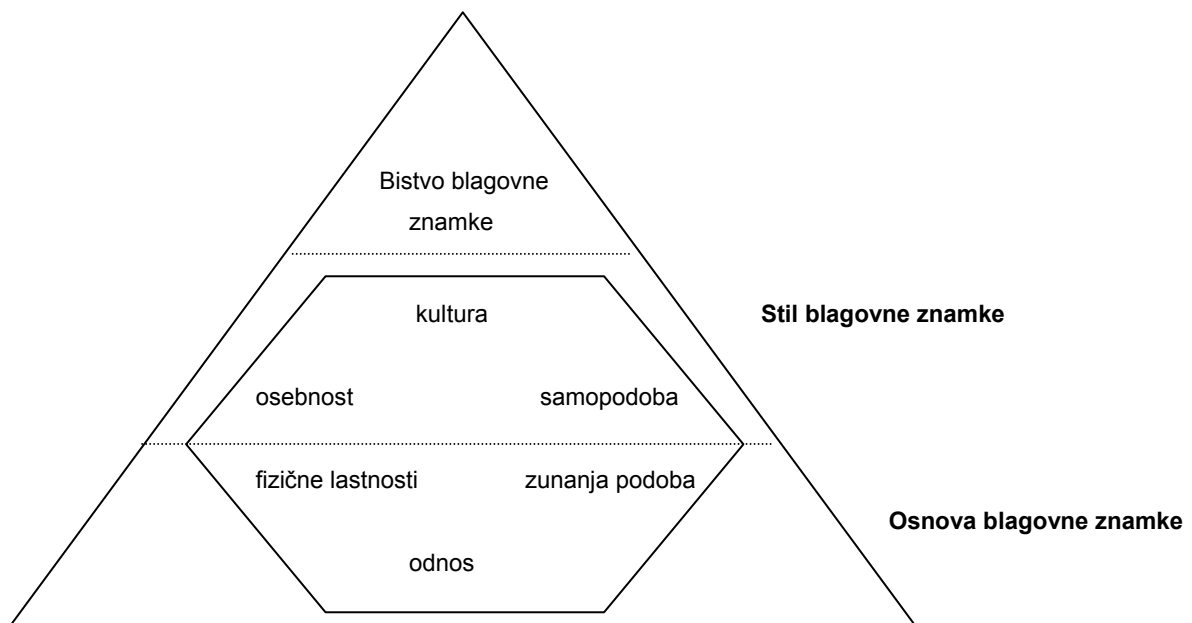 Bistvo blagovne
znamke
kultura
Stil blagovne znamke
osebnost
samopodoba
fizične lastnosti
zunanja podoba
Osnova blagovne znamke
odnos